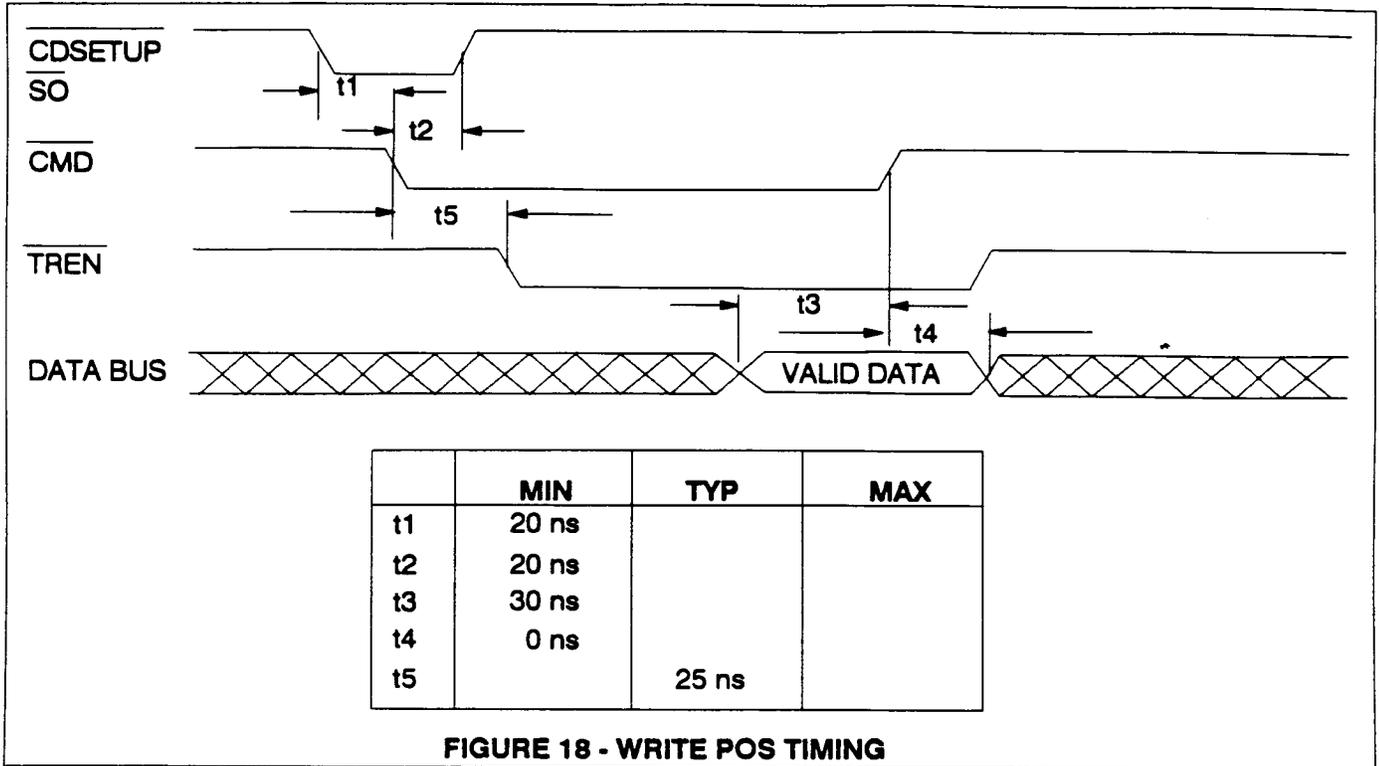 CDSETUP
SO
t1
t2
CMD
t5
TREN
t3
t4
DATA BUS
VALID DATA
MIN TYP MAX
t1 20 ns
t2 20 ns
t3 30 ns
t4 0 ns
t5 25 ns
FIGURE 18 - WRITE POS TIMING